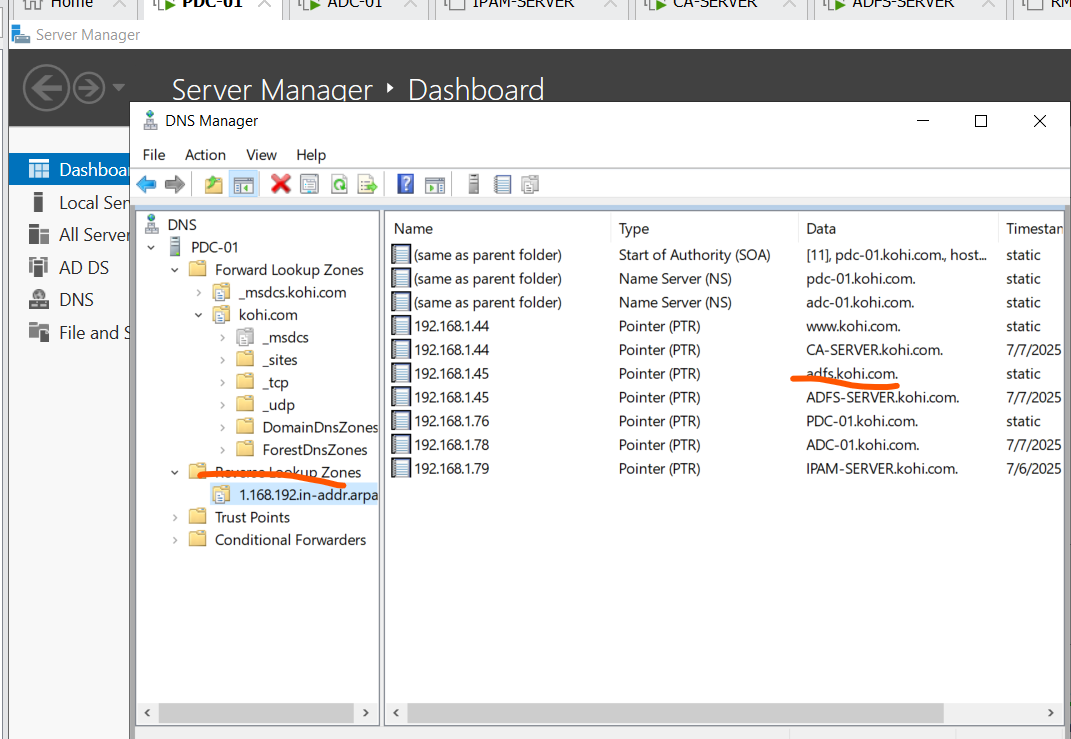 Home PDC-01 ADC-01 IPAM-SERVER CA-SERVER ADFS-SERVER RM
Server Manager
Server Manager Dashboard
DNS Manager
File Action View Help
Dashboar
Local Ser
All Server
AD DS
DNS
File and S
DNS
PDC-01
Forward Lookup Zones
_msdcs.kohi.com
kohi.com
_msdcs
_sites
_tcp
_udp
DomainDnsZones
ForestDnsZones
Reverse Lookup Zones
1.168.192.in-addr.arpa
Trust Points
Conditional Forwarders
Name Type Data Timestam
(same as parent folder) Start of Authority (SOA) [11], pdc-01.kohi.com., host... static
(same as parent folder) Name Server (NS) pdc-01.kohi.com. static
(same as parent folder) Name Server (NS) adc-01.kohi.com. static
192.168.1.44 Pointer (PTR) www.kohi.com. static
192.168.1.44 Pointer (PTR) CA-SERVER.kohi.com. 7/7/2025
192.168.1.45 Pointer (PTR) adfs.kohi.com. static
192.168.1.45 Pointer (PTR) ADFS-SERVER.kohi.com. 7/7/2025
192.168.1.76 Pointer (PTR) PDC-01.kohi.com. static
192.168.1.78 Pointer (PTR) ADC-01.kohi.com. 7/7/2025
192.168.1.79 Pointer (PTR) IPAM-SERVER.kohi.com. 7/6/2025